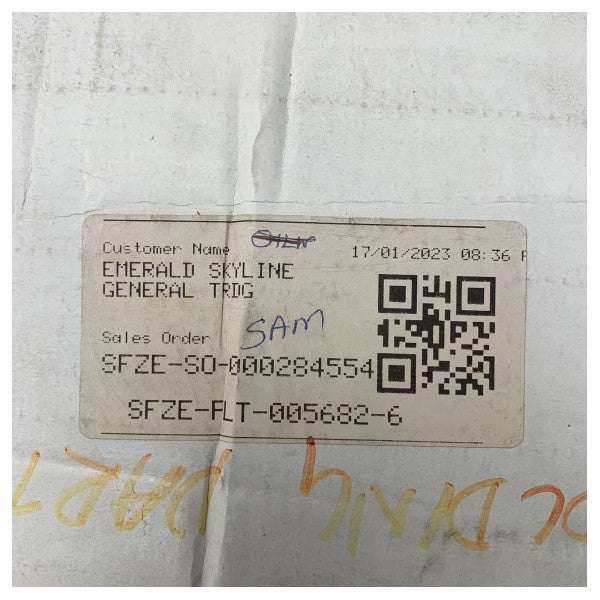 Customer Name 17/01/2023 08:36
EMERALD SKYLINE
GENERAL TRDG
SAM
Sales Order
SFZE-SO-000284554
SFZE-PLT-005682-6